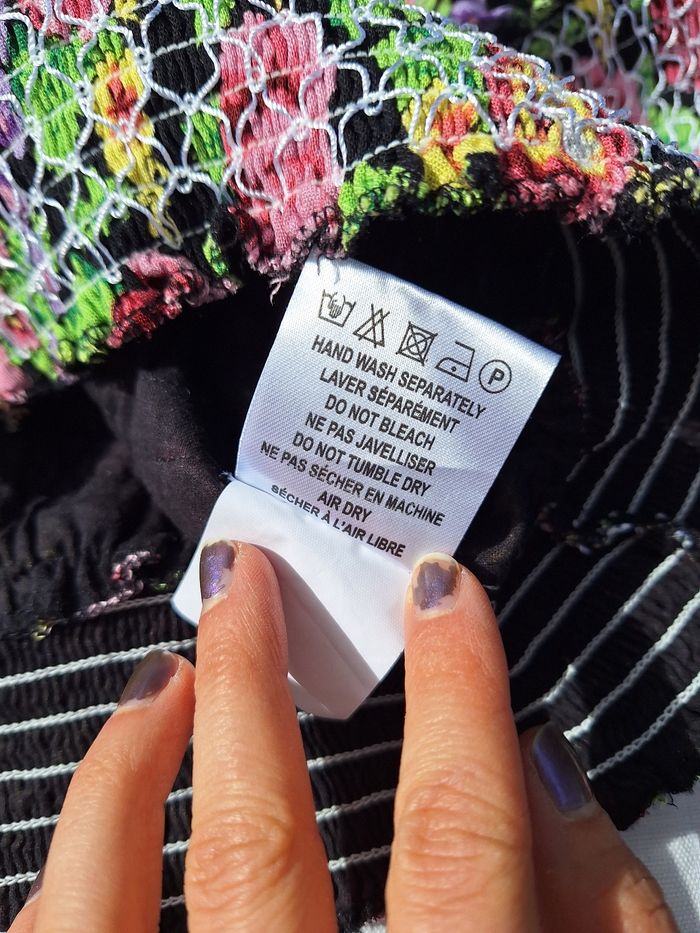 P
HAND WASH SEPARATELY
LAVER SÉPARÉMENT
DO NOT BLEACH
NE PAS JAVELLISER
DO NOT TUMBLE DRY
NE PAS SÉCHER EN MACHINE
AIR DRY
SÉCHER À L'AIR LIBRE